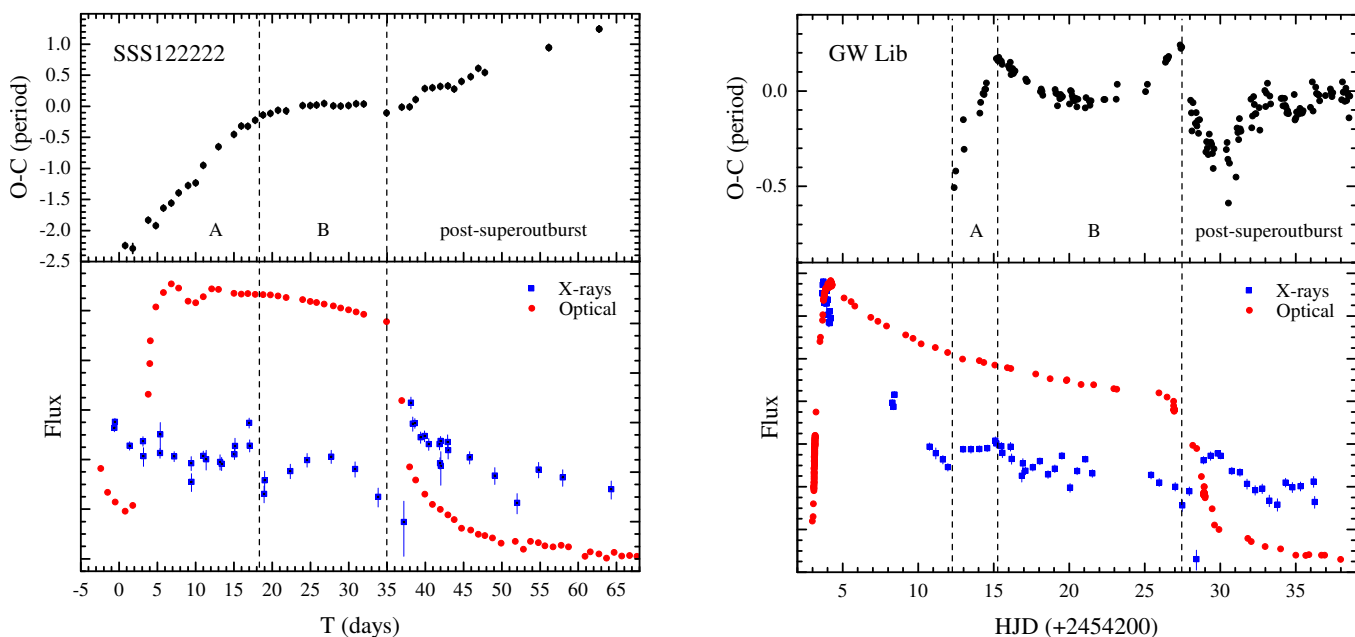 SSS122222
O-C (period)
1.0
0.5
0.0
-0.5
-1.0
-1.5
-2.0
-2.5
A
B
post-superoutburst
X-rays
Optical
Flux
0
5
10
15
20
25
30
35
40
45
50
55
60
65
T (days)
GW Lib
O-C (period)
0.0
-0.5
A
B
post-superoutburst
X-rays
Optical
Flux
5
10
15
20
25
30
35
HJD (+2454200)